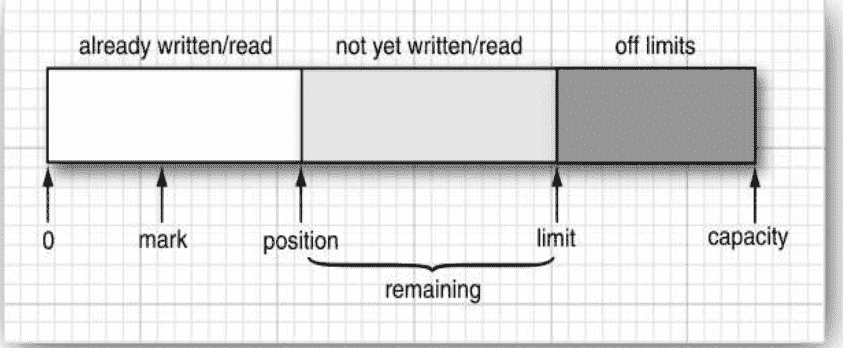 already written/read not yet written/read off limits
0 mark position limit capacity
remaining